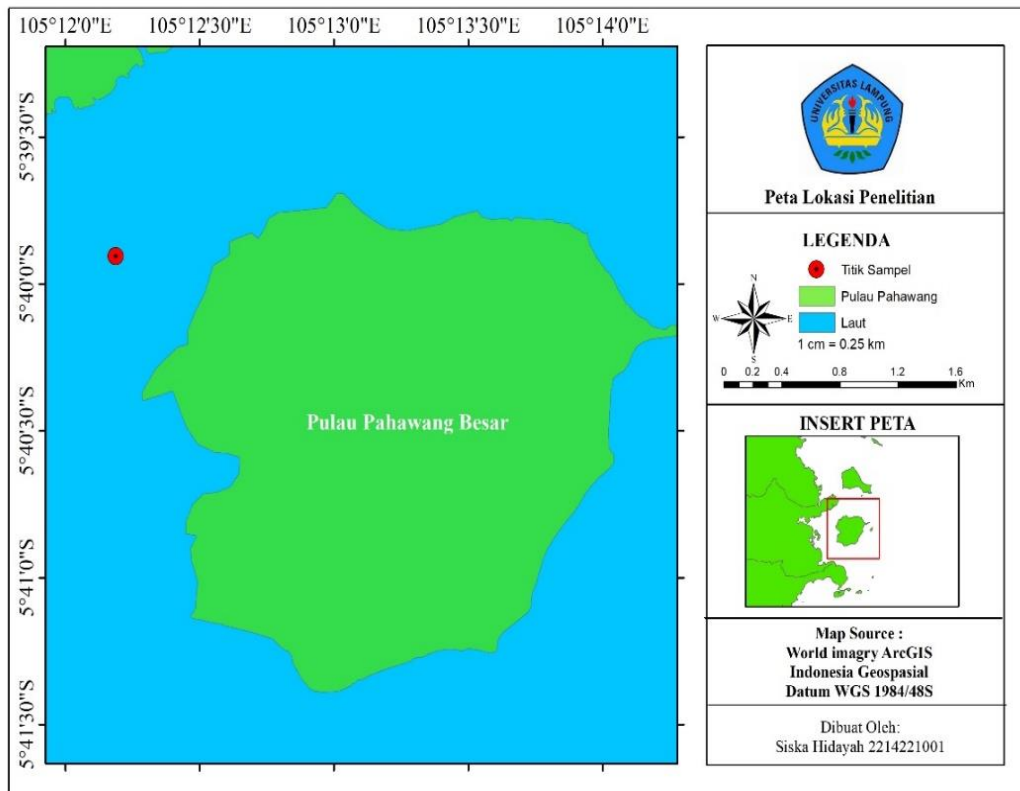 105°12'0"E 105°12'30"E 105°13'0"E 105°13'30"E 105°14'0"E
5°39'30"S
5°40'0"S
5°40'30"S
5°41'0"S
5°41'30"S
Pulau Pahawang Besar
UNIVERSITAS LAMPUNG
Peta Lokasi Penelitian
LEGENDA
Titik Sampel
Pulau Pahawang
Laut
1 cm = 0.25 km
N
W E
S
0 0.2 0.4 0.8 1.2 1.6
Km
INSERT PETA
Map Source :
World imagry ArcGIS
Indonesia Geospasial
Datum WGS 1984/48S
Dibuat Oleh:
Siska Hidayah 2214221001